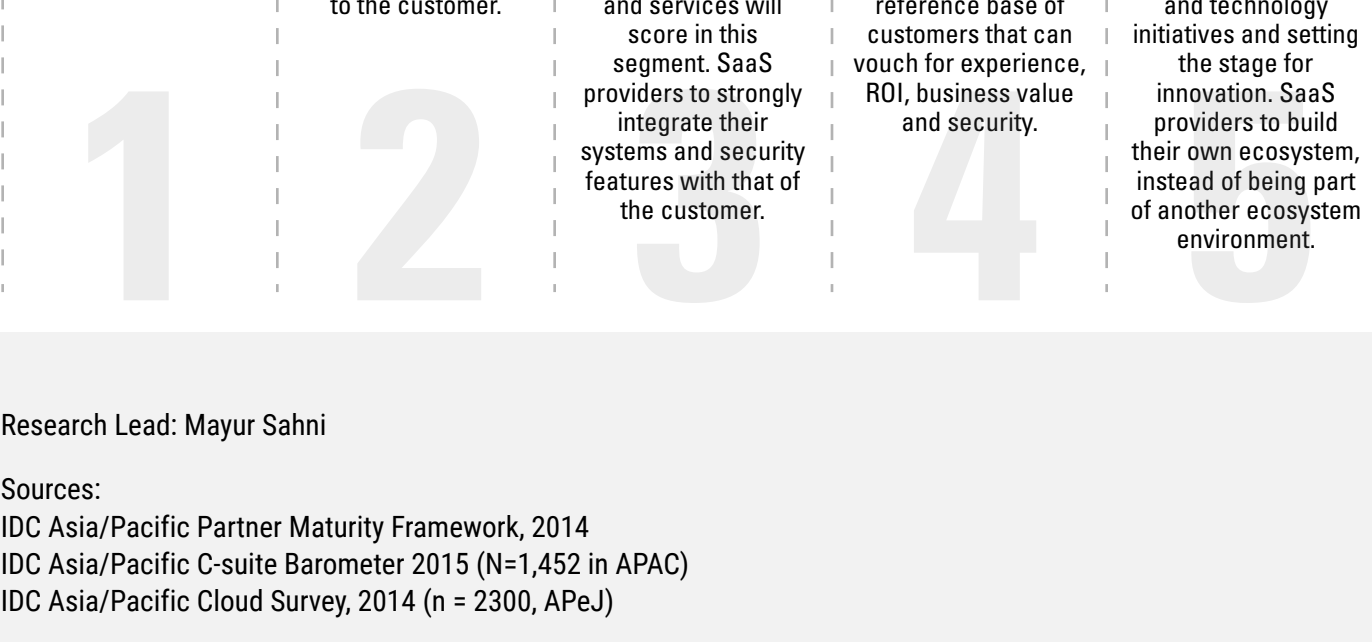 to the customer.
1
2
and services will
score in this
segment. SaaS
providers to strongly
integrate their
systems and security
features with that of
the customer.
3
reference base of
customers that can
vouch for experience,
ROI, business value
and security.
4
and technology
initiatives and setting
the stage for
innovation. SaaS
providers to build
their own ecosystem,
instead of being part
of another ecosystem
environment.
5
Research Lead: Mayur Sahni
Sources:
IDC Asia/Pacific Partner Maturity Framework, 2014
IDC Asia/Pacific C-suite Barometer 2015 (N=1,452 in APAC)
IDC Asia/Pacific Cloud Survey, 2014 (n = 2300, APeJ)